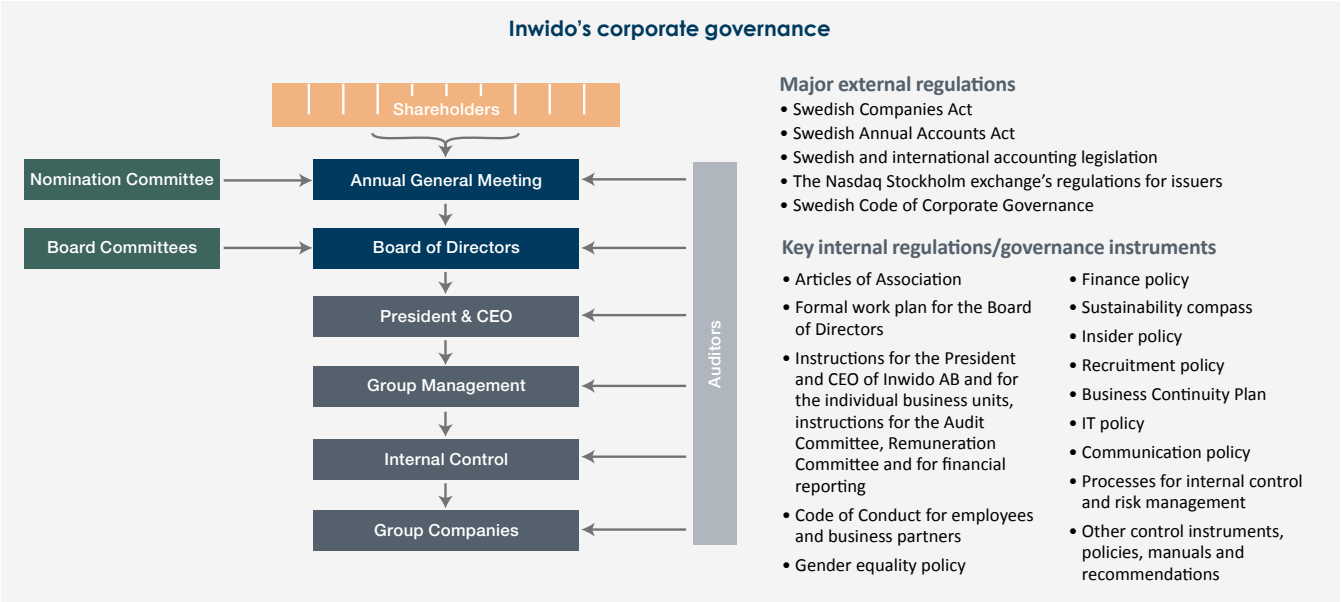 Inwido’s corporate governance
Shareholders
Nomination Committee
Annual General Meeting
Board Committees
Board of Directors
President & CEO
Group Management
Internal Control
Group Companies
Auditors
Major external regulations
• Swedish Companies Act
• Swedish Annual Accounts Act
• Swedish and international accounting legislation
• The Nasdaq Stockholm exchange’s regulations for issuers
• Swedish Code of Corporate Governance
Key internal regulations/governance instruments
• Articles of Association
• Formal work plan for the Board
of Directors
• Instructions for the President
and CEO of Inwido AB and for
the individual business units,
instructions for the Audit
Committee, Remuneration
Committee and for financial
reporting
• Code of Conduct for employees
and business partners
• Gender equality policy
• Finance policy
• Sustainability compass
• Insider policy
• Recruitment policy
• Business Continuity Plan
• IT policy
• Communication policy
• Processes for internal control
and risk management
• Other control instruments,
policies, manuals and
recommendations